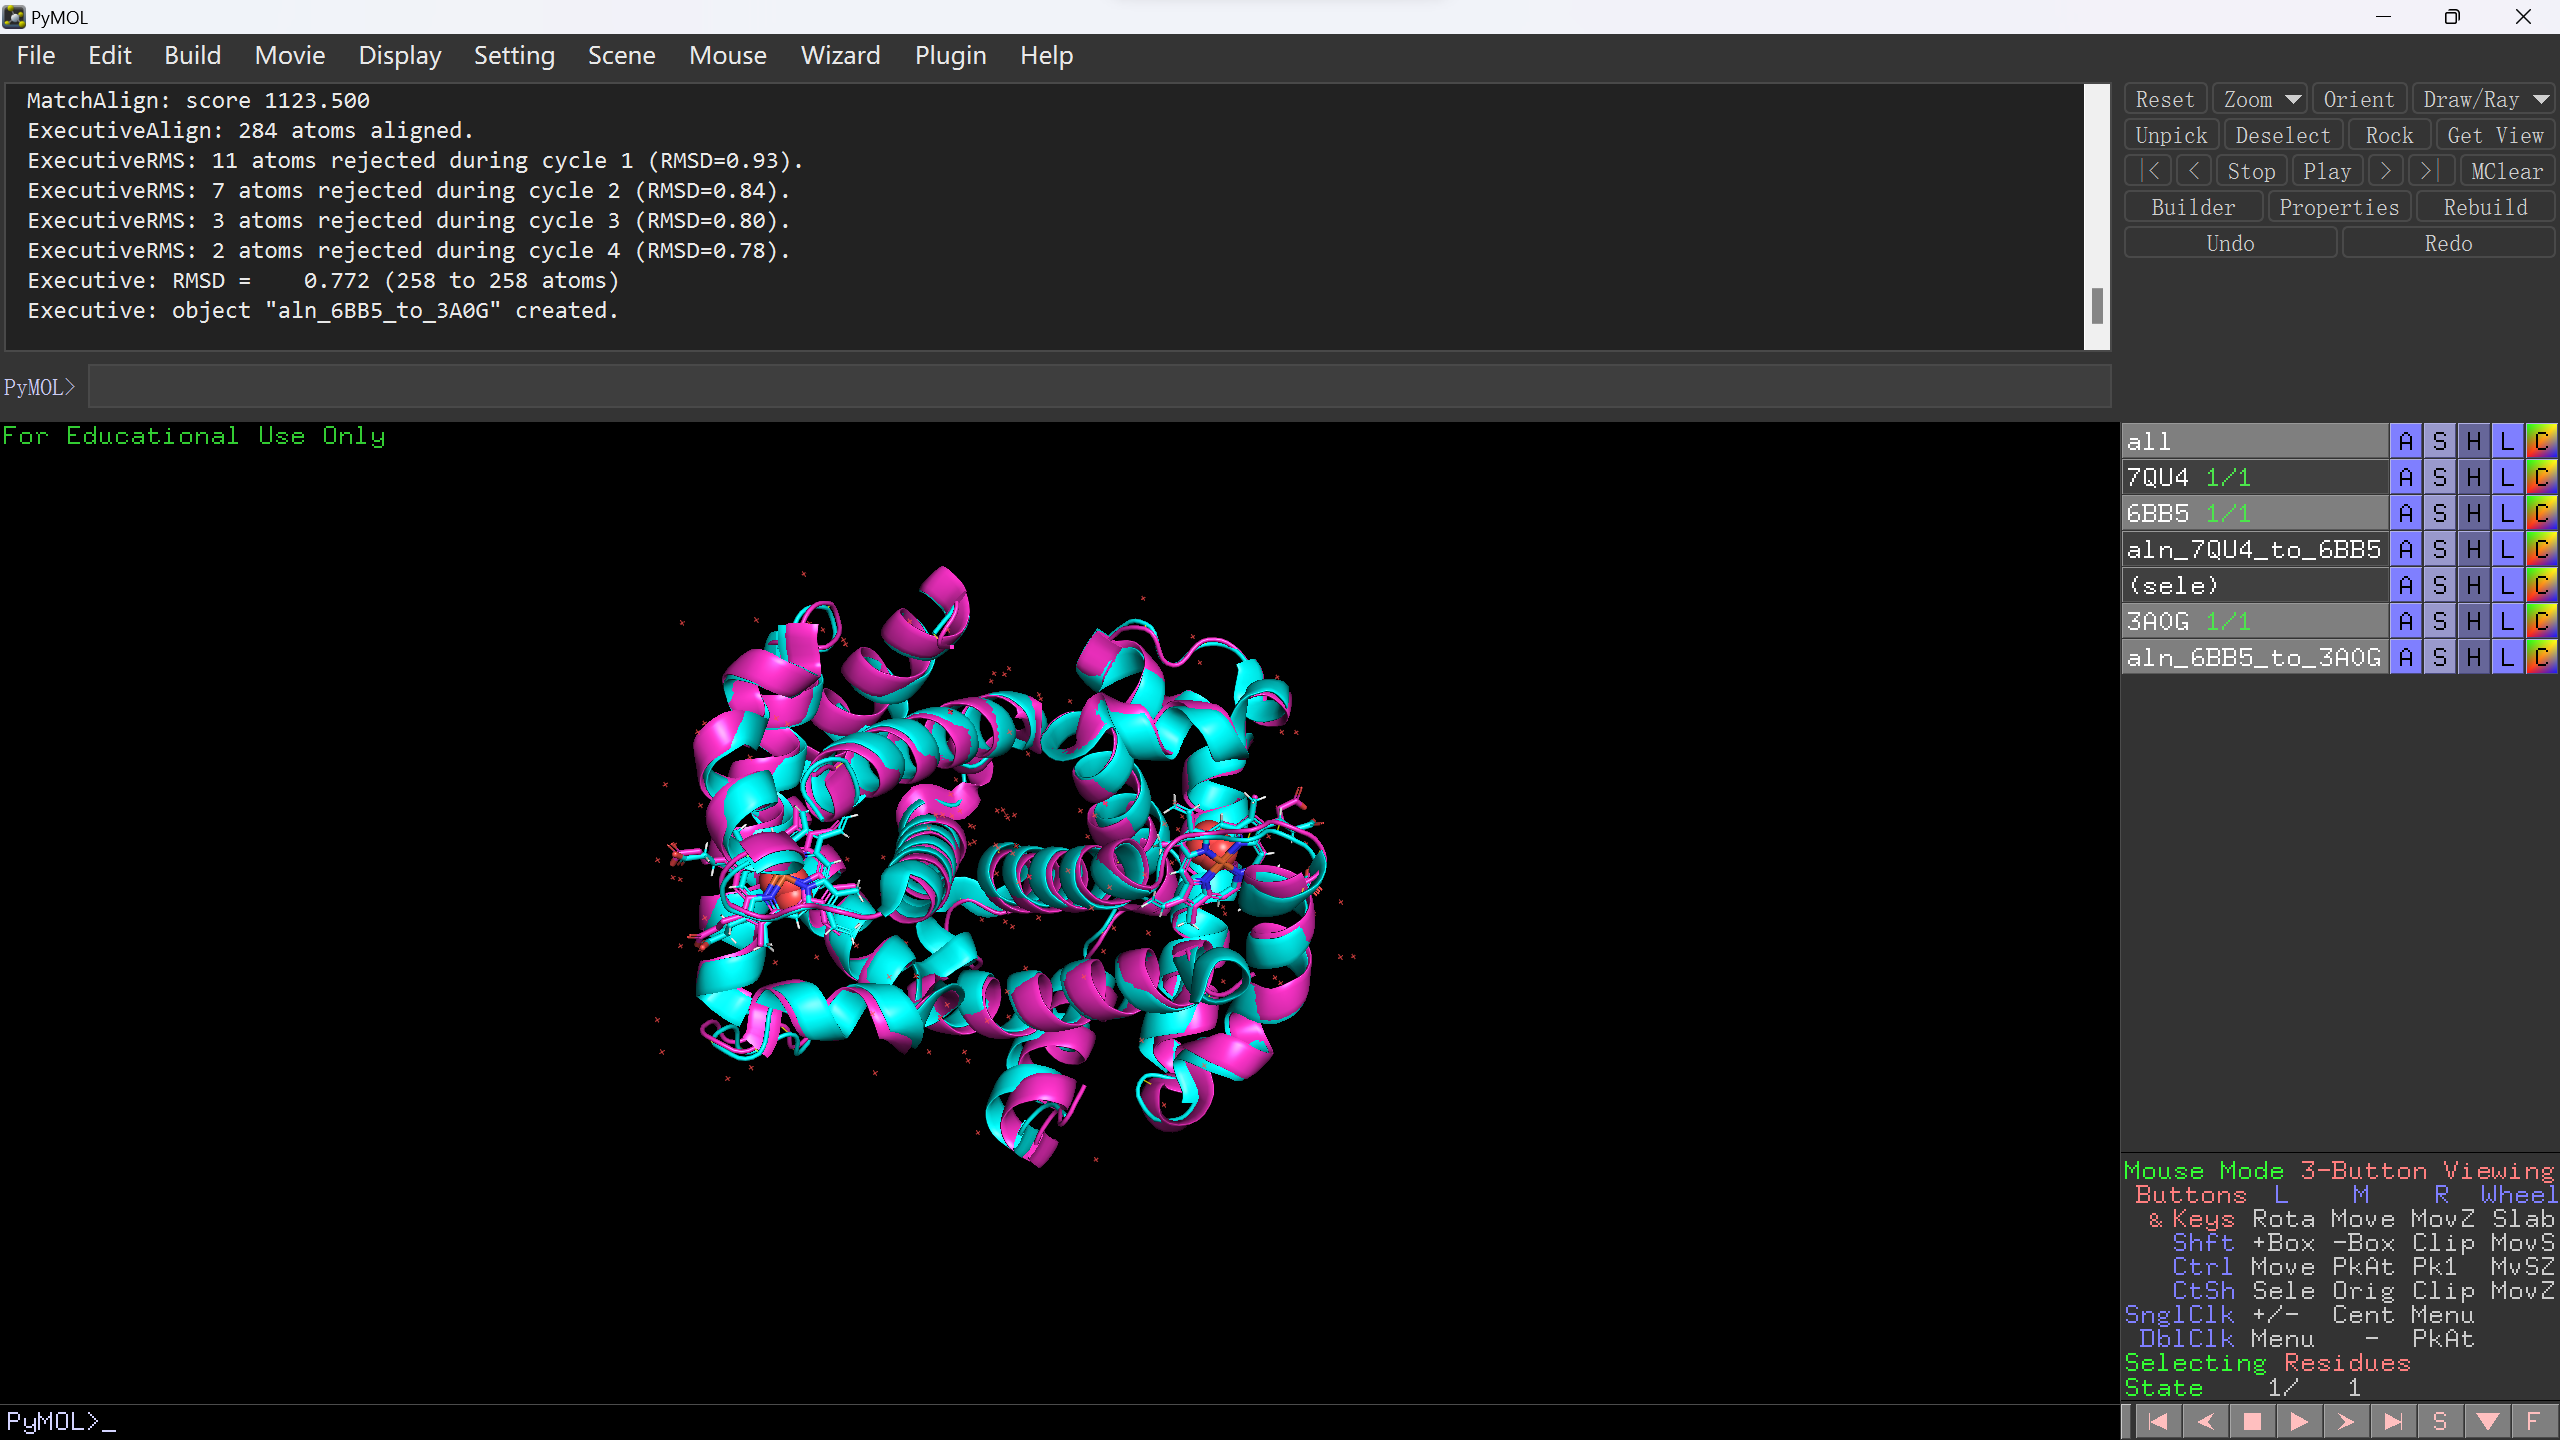 PyMOL
File Edit Build Movie Display Setting Scene Mouse Wizard Plugin Help
MatchAlign: score 1123.500
ExecutiveAlign: 284 atoms aligned.
ExecutiveRMS: 11 atoms rejected during cycle 1 (RMSD=0.93).
ExecutiveRMS: 7 atoms rejected during cycle 2 (RMSD=0.84).
ExecutiveRMS: 3 atoms rejected during cycle 3 (RMSD=0.80).
ExecutiveRMS: 2 atoms rejected during cycle 4 (RMSD=0.78).
Executive: RMSD =    0.772 (258 to 258 atoms)
Executive: object "aln_6BB5_to_3A0G" created.
PyMOL>
Reset Zoom Orient Draw/Ray
Unpick Deselect Rock Get View
|< < Stop Play > >| MClear
Builder Properties Rebuild
Undo Redo
For Educational Use Only
all A S H L C
7QU4 1/1 A S H L C
6BB5 1/1 A S H L C
aln_7QU4_to_6BB5 A S H L C
(sele) A S H L C
3A0G 1/1 A S H L C
aln_6BB5_to_3A0G A S H L C
Mouse Mode 3-Button Viewing
Buttons L M R Wheel
& Keys Rota Move MovZ Slab
Shft +Box -Box Clip MovS
Ctrl Move PkAt Pk1 MvSZ
CtSh Sele Orig Clip MovZ
SnglClk +/- Cent Menu
DblClk Menu - PkAt
Selecting Residues
State 1/ 1
PyMOL>_
S F